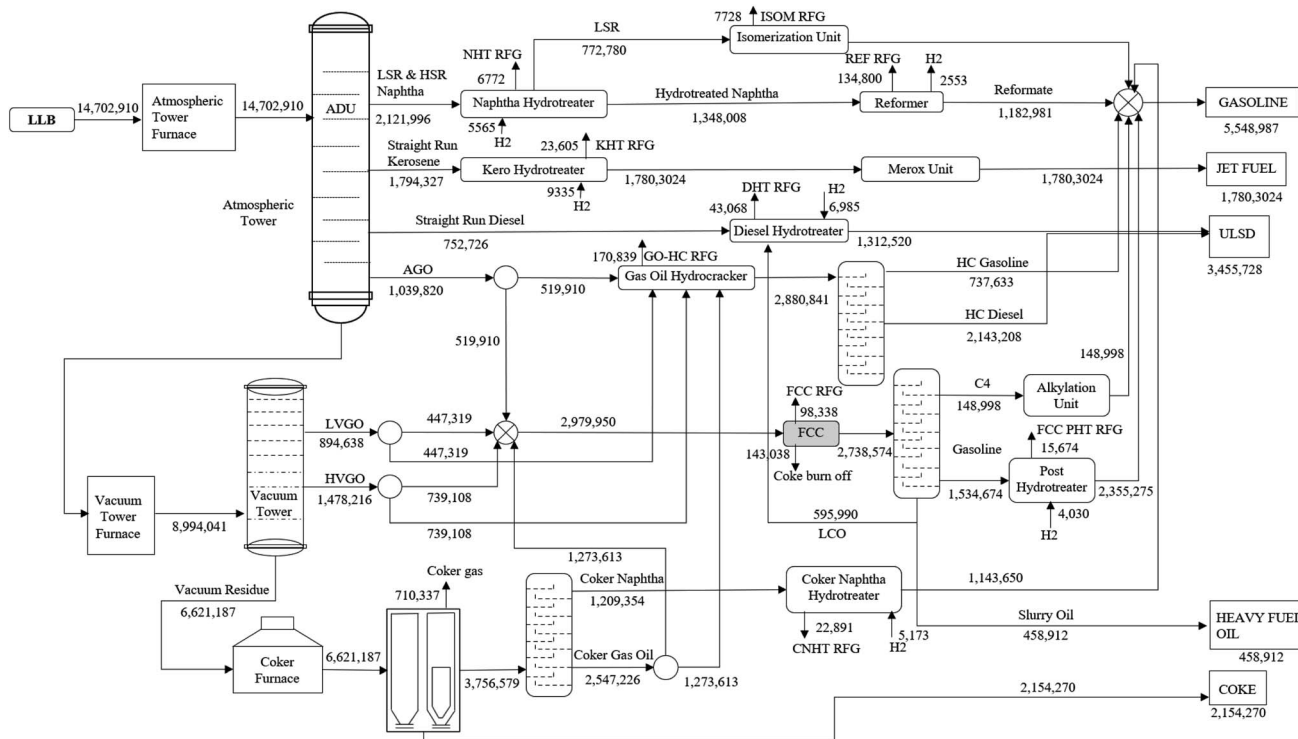 7728
ISOM RFG
LSR
772,780
Isomerization Unit
NHT RFG
6772
REF RFG
134,800
H2
2553
LLB
14,702,910
Atmospheric
Tower
Furnace
14,702,910
ADU
LSR & HSR
Naphtha
2,121,996
Naphtha Hydrotreater
5565
H2
Hydrotreated Naphtha
1,348,008
Reformer
Reformate
1,182,981
GASOLINE
5,548,987
Straight Run
Kerosene
1,794,327
23,605
KHT RFG
Kero Hydrotreater
9335
H2
1,780,3024
Merox Unit
1,780,3024
JET FUEL
1,780,3024
Atmospheric
Tower
Straight Run Diesel
752,726
DHT RFG
43,068
H2
6,985
Diesel Hydrotreater
1,312,520
ULSD
3,455,728
AGO
1,039,820
519,910
170,839
GO-HC RFG
Gas Oil Hydrocracker
2,880,841
HC Gasoline
737,633
HC Diesel
2,143,208
519,910
148,998
LVGO
894,638
447,319
447,319
2,979,950
FCC RFG
98,338
FCC
143,038
Coke burn off
2,738,574
C4
148,998
Alkylation
Unit
FCC PHT RFG
15,674
Gasoline
1,534,674
Post
Hydrotreater
2,355,275
4,030
H2
HVGO
1,478,216
739,108
739,108
Vacuum
Tower
Vacuum
Tower
Furnace
8,994,041
595,990
LCO
1,273,613
Vacuum Residue
6,621,187
Coker gas
710,337
Coker Naphtha
1,209,354
Coker Naphtha
Hydrotreater
1,143,650
22,891
CNHT RFG
5,173
H2
Slurry Oil
458,912
HEAVY FUEL
OIL
458,912
Coker
Furnace
6,621,187
3,756,579
Coker Gas Oil
2,547,226
1,273,613
2,154,270
COKE
2,154,270